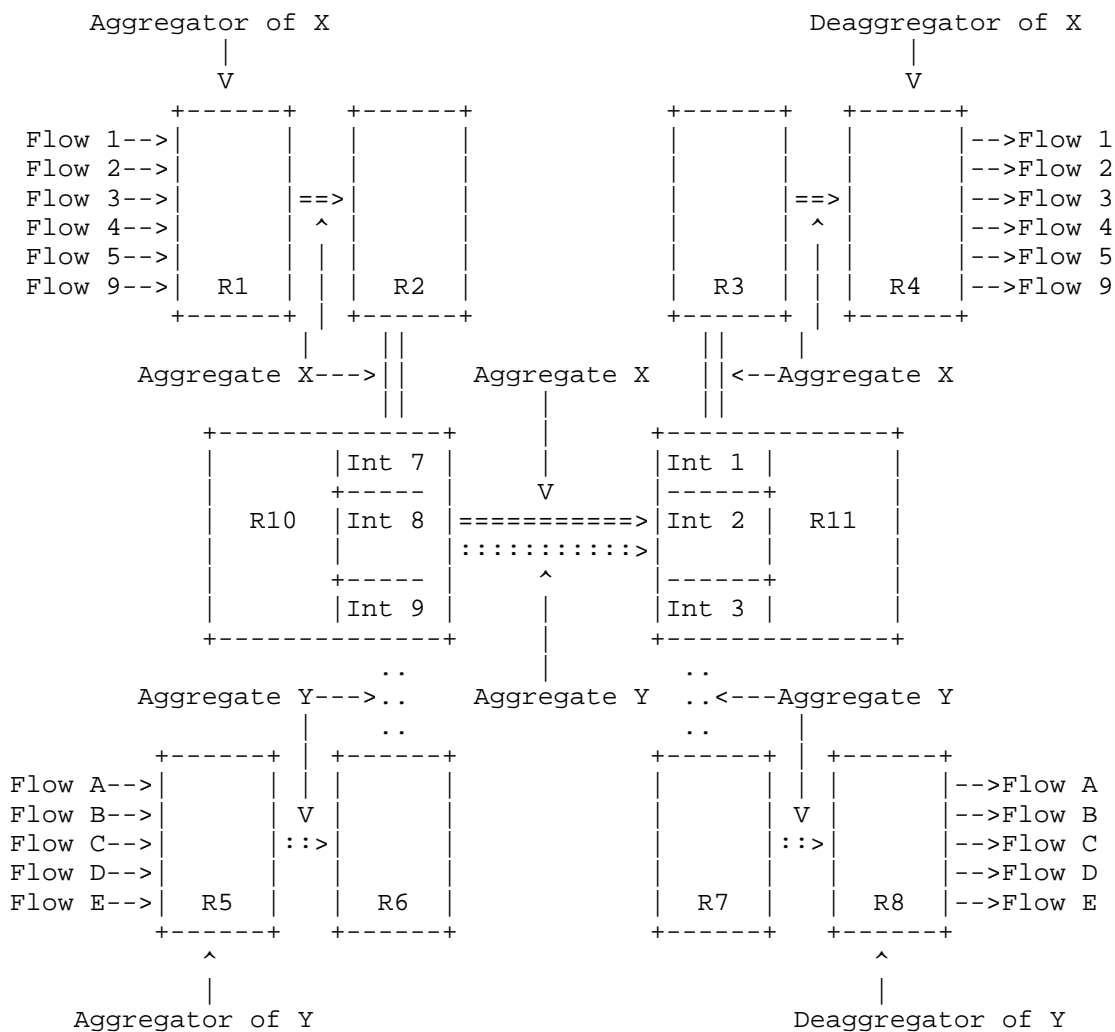 Aggregator of X Deaggregator of X
Flow 1-->| -->Flow 1
Flow 2-->| -->Flow 2
Flow 3-->| ==> ==> -->Flow 3
Flow 4-->| -->Flow 4
Flow 5-->| -->Flow 5
Flow 9-->| R1 R2 R3 R4 -->Flow 9
Aggregate X--->|| Aggregate X ||<--Aggregate X
Int 7 Int 1
V
R10 Int 8 ===========> Int 2 R11
:::::::::::>
Int 9 Int 3
Aggregate Y--->.. Aggregate Y ..<---Aggregate Y
Flow A--> -->Flow A
Flow B--> V V -->Flow B
Flow C--> ::> ::> -->Flow C
Flow D--> -->Flow D
Flow E--> R5 R6 R7 R8 -->Flow E
Aggregator of Y Deaggregator of Y